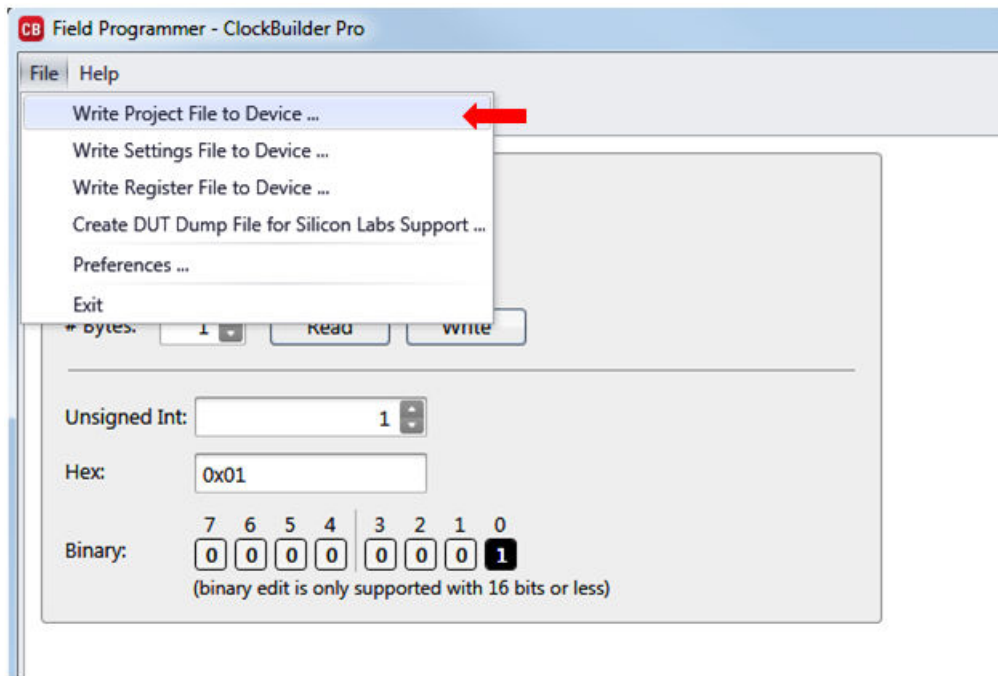 CB Field Programmer - ClockBuilder Pro
File Help
Write Project File to Device ...
Write Settings File to Device ...
Write Register File to Device ...
Create DUT Dump File for Silicon Labs Support ...
Preferences ...
Exit
# Bytes: 1 Read Write
Unsigned Int: 1
Hex: 0x01
7 6 5 4 3 2 1 0
Binary: 0 0 0 0 0 0 0 1
(binary edit is only supported with 16 bits or less)